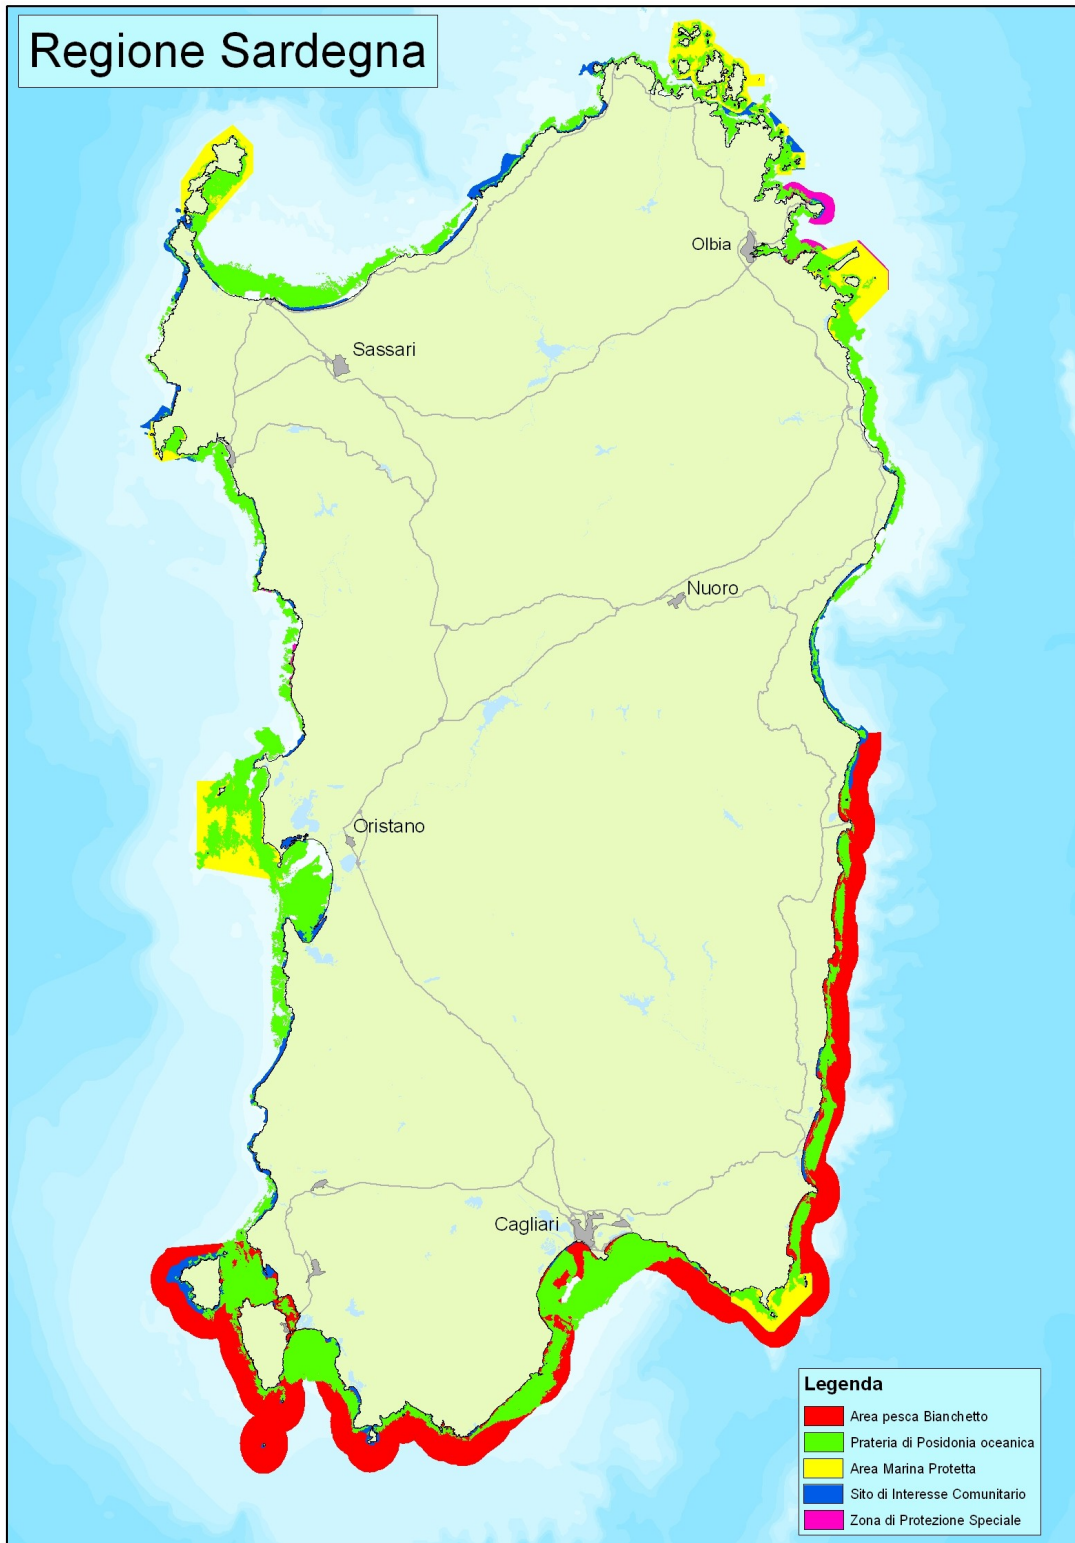 Regione Sardegna
Olbia
Sassari
Nuoro
Oristano
Cagliari
Legenda
Area pesca Bianchetto
Prateria di Posidonia oceanica
Area Marina Protetta
Sito di Interesse Comunitario
Zona di Protezione Speciale